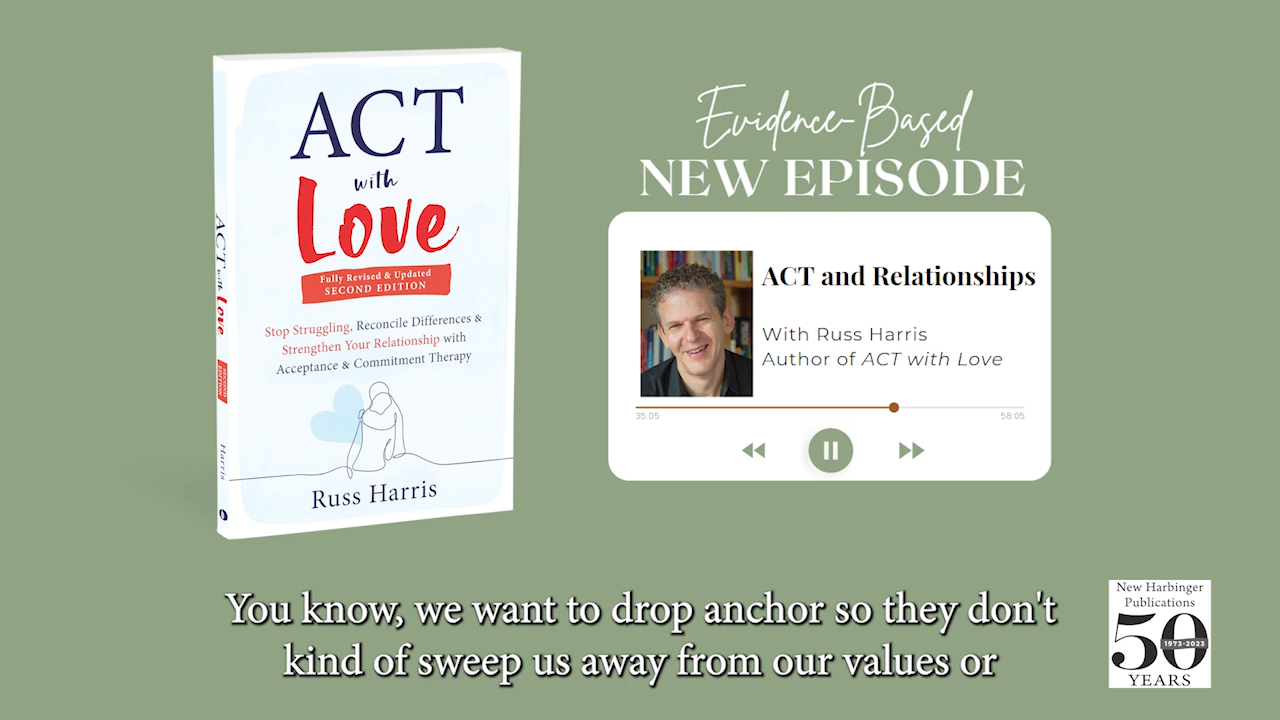 ACT
with
Love
Fully Revised & Updated
SECOND EDITION
Stop Struggling, Reconcile Differences &
Strengthen Your Relationship with
Acceptance & Commitment Therapy
Russ Harris
ACT with Love
SECOND EDITION
Harris
Evidence-Based
NEW EPISODE
ACT and Relationships
With Russ Harris
Author of ACT with Love
35:05
58:05
You know, we want to drop anchor so they don't
kind of sweep us away from our values or
New Harbinger
Publications
50
1973-2023
YEARS